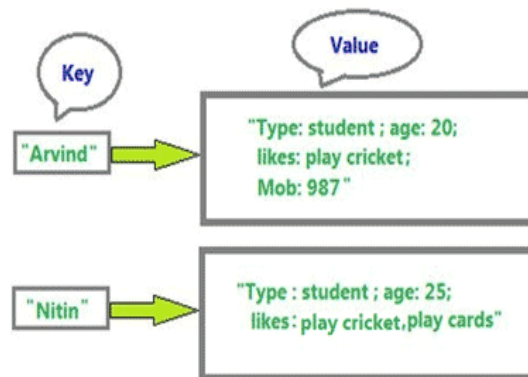 Key
Value
"Arvind"
"Type: student ; age: 20;
likes: play cricket;
Mob: 987"
"Nitin"
"Type : student ; age: 25;
likes: play cricket,play cards"